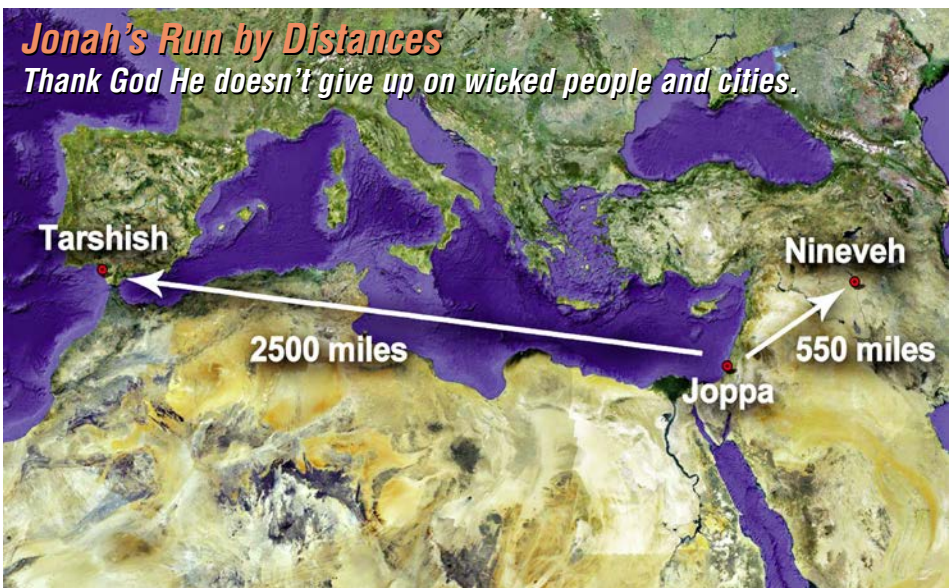 Jonah's Run by Distances
Thank God He doesn't give up on wicked people and cities.
Tarshish
Nineveh
2500 miles
550 miles
Joppa